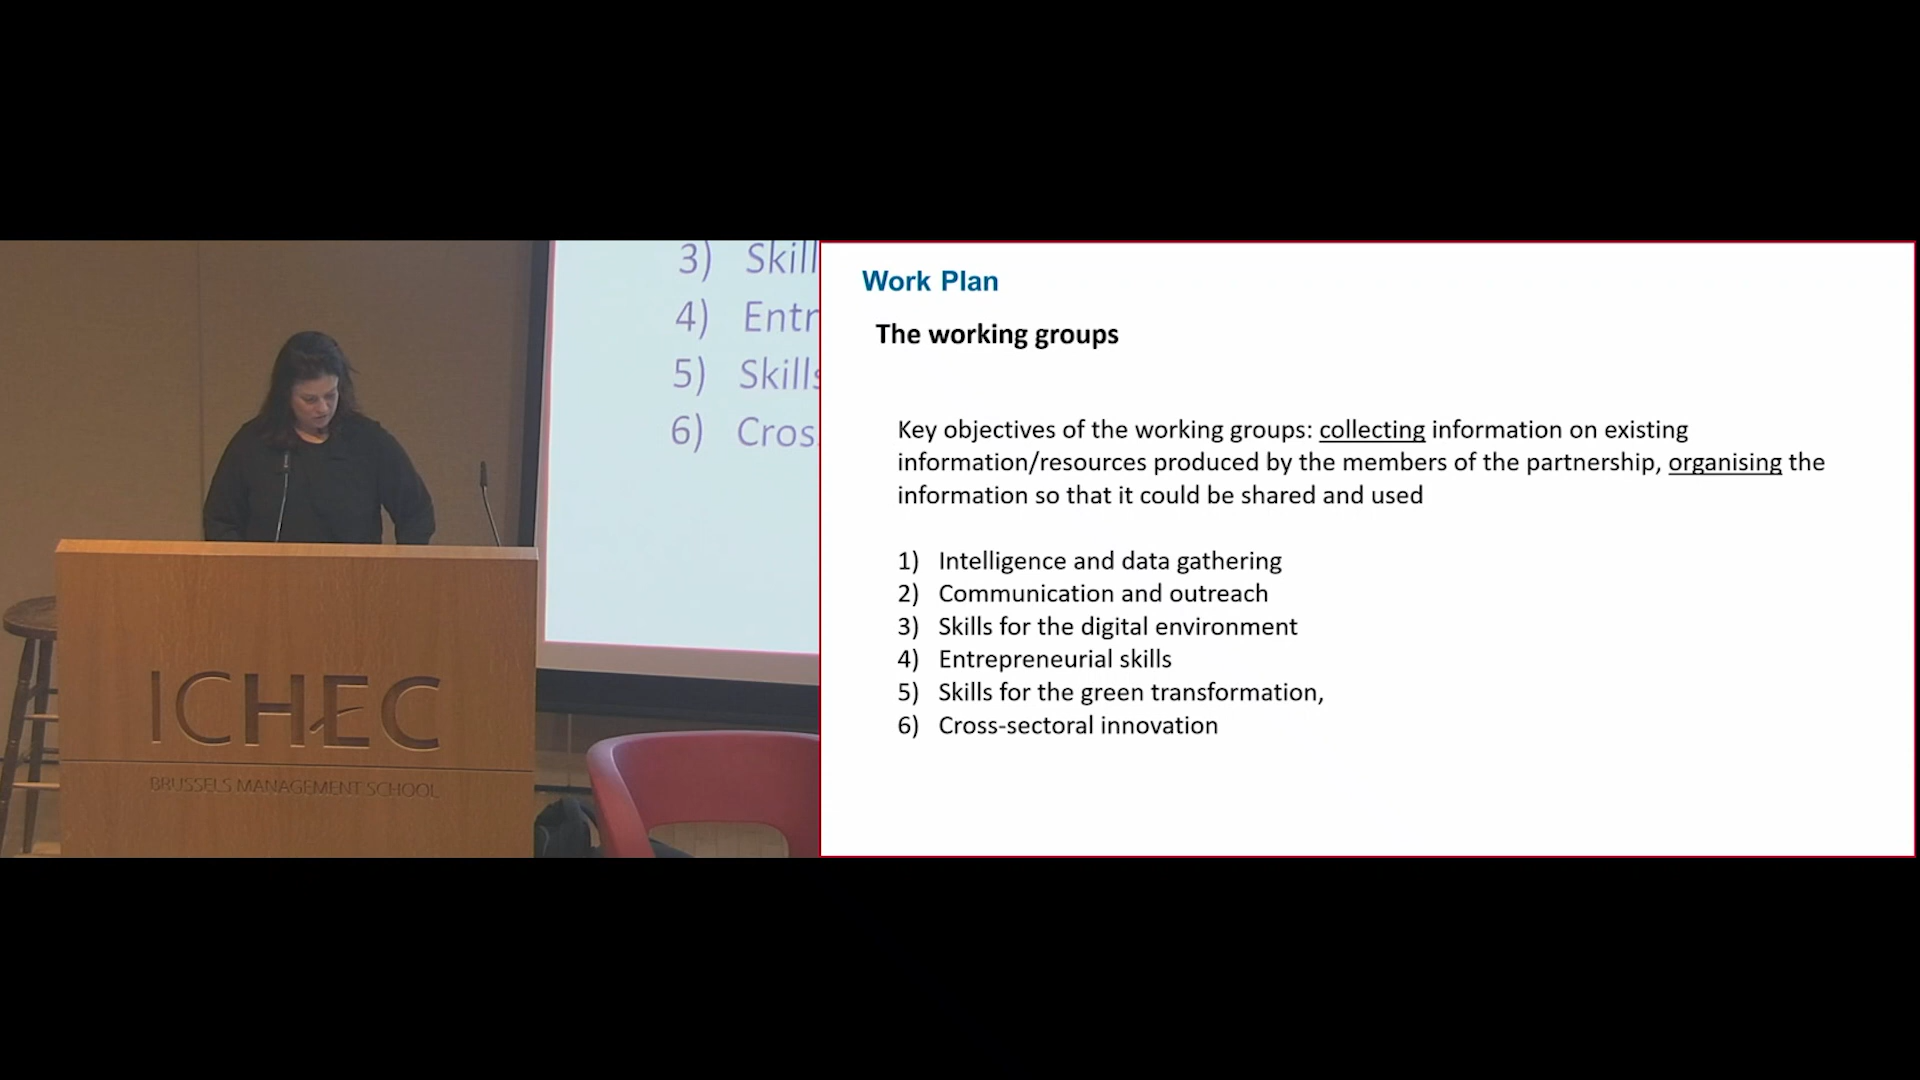 3) Skill
4) Entr
5) Skills
6) Cros
ICHEC
BRUSSELS MANAGEMENT SCHOOL
Work Plan
The working groups
Key objectives of the working groups: collecting information on existing
information/resources produced by the members of the partnership, organising the
information so that it could be shared and used
1) Intelligence and data gathering
2) Communication and outreach
3) Skills for the digital environment
4) Entrepreneurial skills
5) Skills for the green transformation,
6) Cross-sectoral innovation